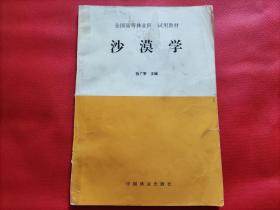 全国高等林业院 试用教材
沙漠学
主编
中国林业出版社